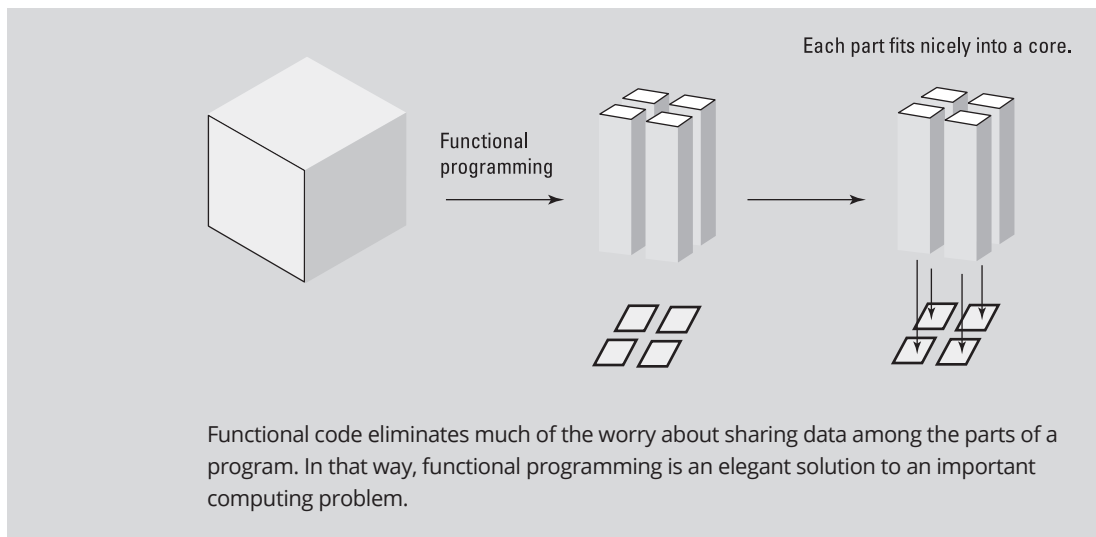 Each part fits nicely into a core.
Functional
programming
Functional code eliminates much of the worry about sharing data among the parts of a
program. In that way, functional programming is an elegant solution to an important
computing problem.